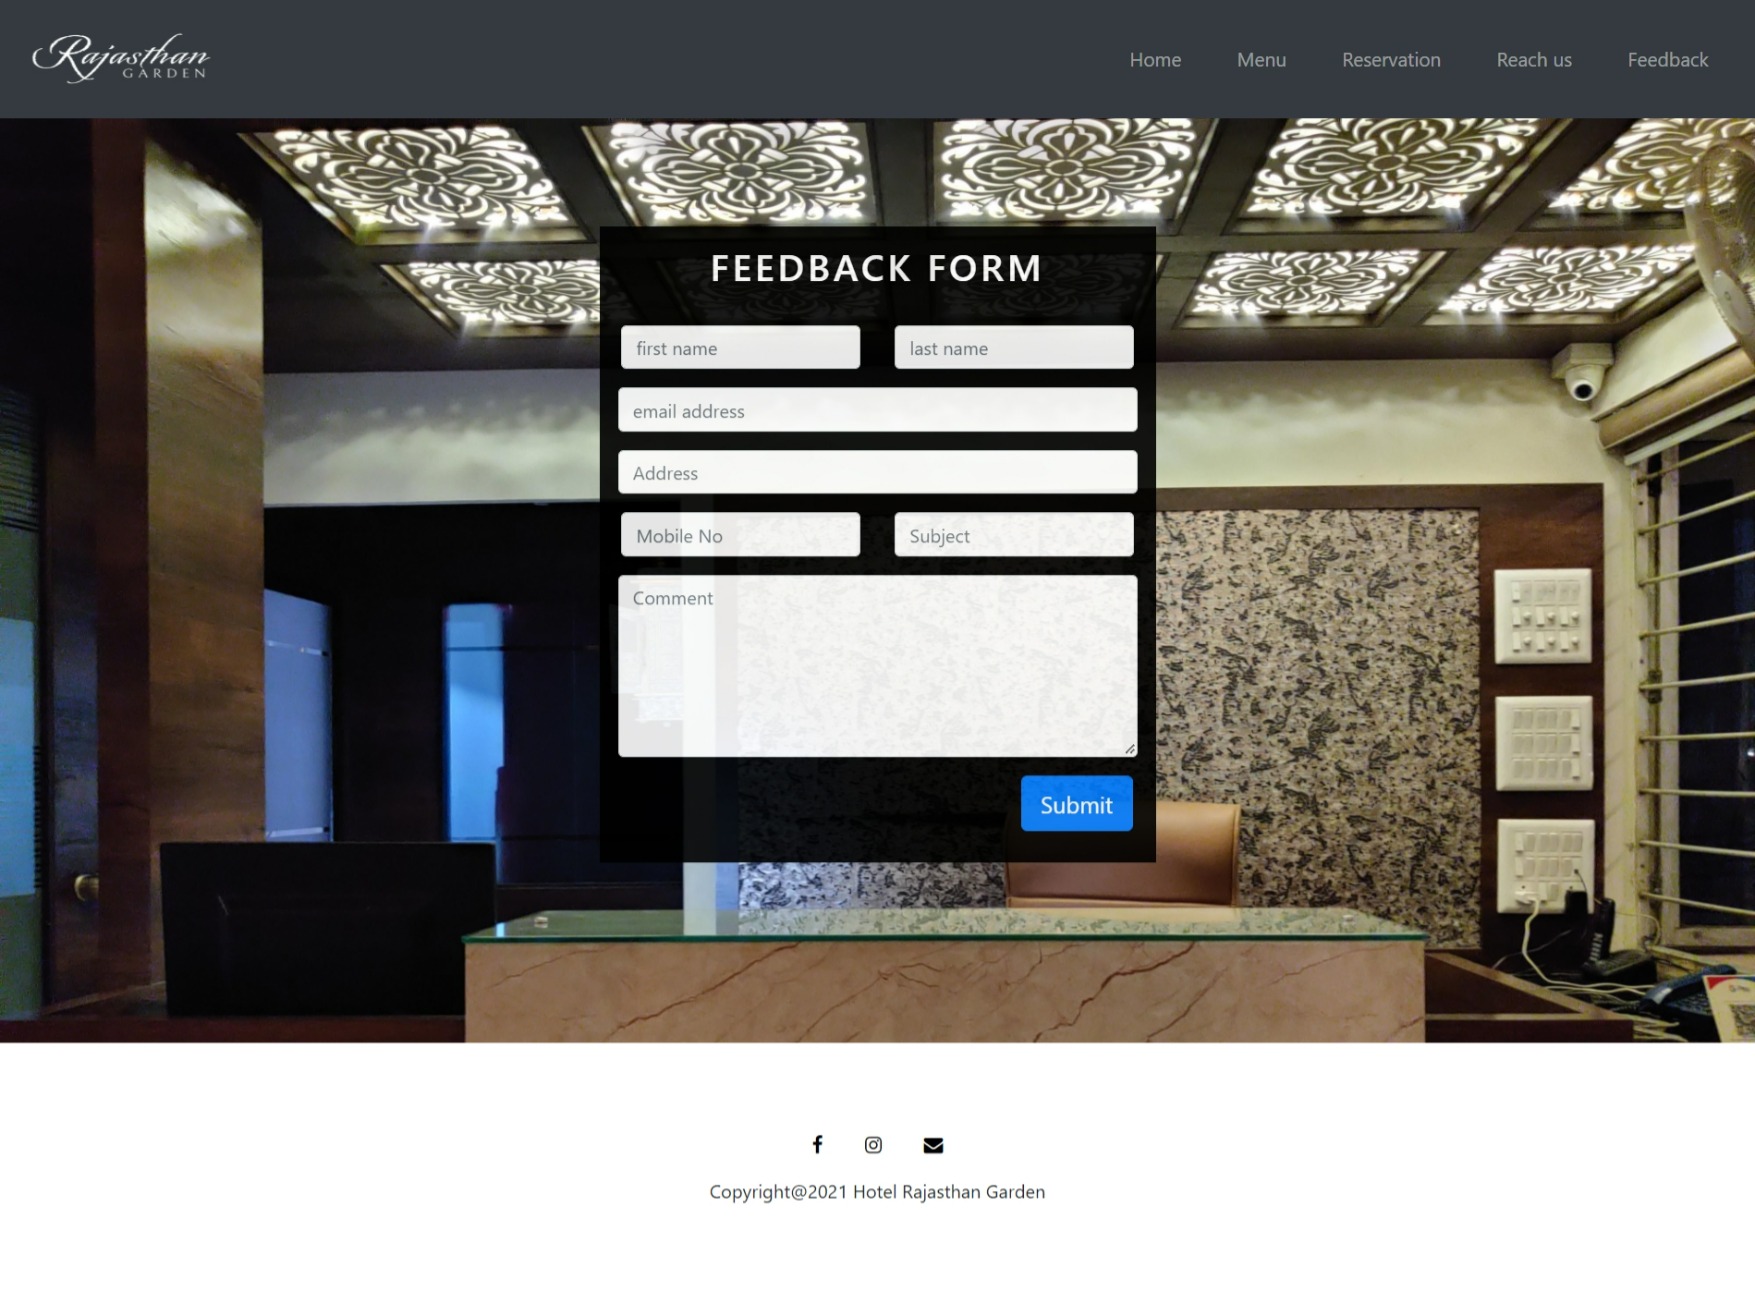 Rajasthan
GARDEN
Home Menu Reservation Reach us Feedback
FEEDBACK FORM
first name last name
email address
Address
Mobile No Subject
Comment
Submit
Copyright@2021 Hotel Rajasthan Garden